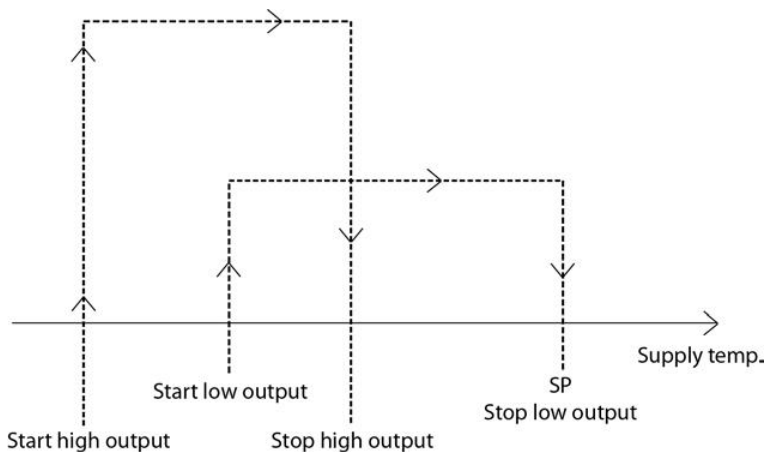 Supply temp.
Start low output
SP
Stop low output
Start high output
Stop high output